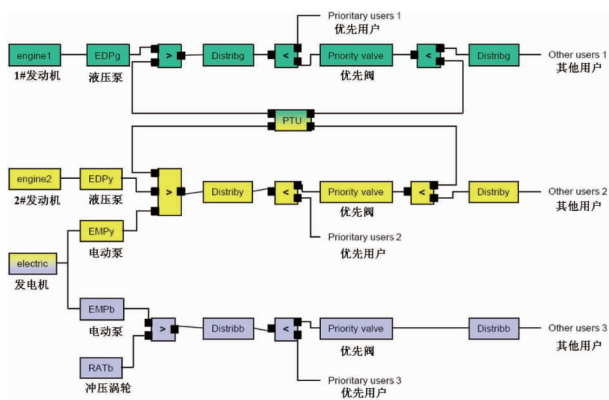 Prioritary users 1
优先用户
engine1
EDPg
>
Distribg
<
Priority valve
<
Distribg
Other users 1
1#发动机
液压泵
优先阀
其他用户
PTU
engine2
EDPy
>
Distriby
<
Priority valve
<
Distriby
Other users 2
2#发动机
液压泵
优先阀
其他用户
EMPy
Prioritary users 2
电动泵
优先用户
electric
发电机
EMPb
电动泵
>
Distribb
<
Priority valve
Distribb
Other users 3
优先阀
其他用户
RATb
冲压涡轮
Prioritary users 3
优先用户